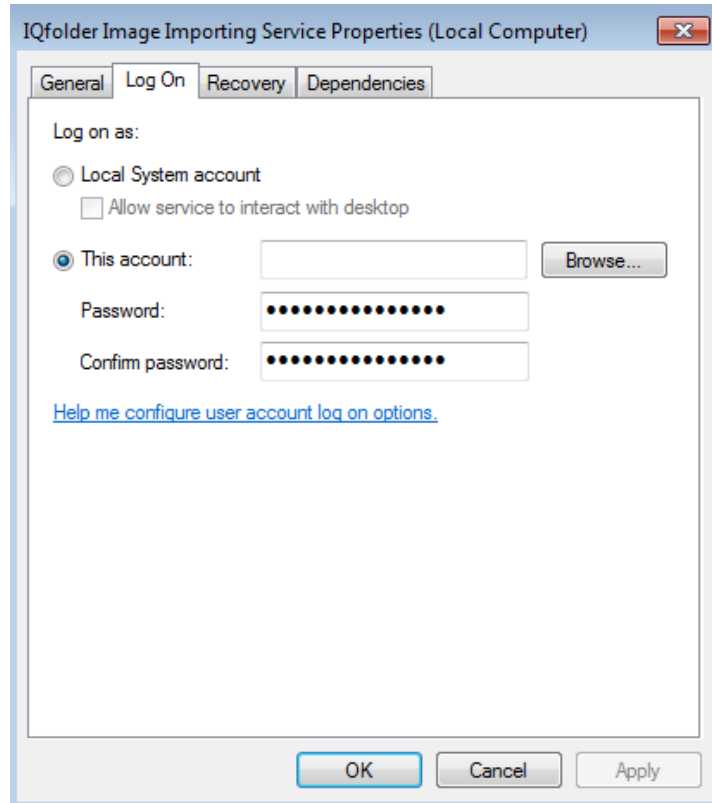 IQfolder Image Importing Service Properties (Local Computer)
General Log On Recovery Dependencies
Log on as:
Local System account
Allow service to interact with desktop
This account: Browse...
Password: •••••••••••••••
Confirm password: •••••••••••••••
Help me configure user account log on options.
OK Cancel Apply